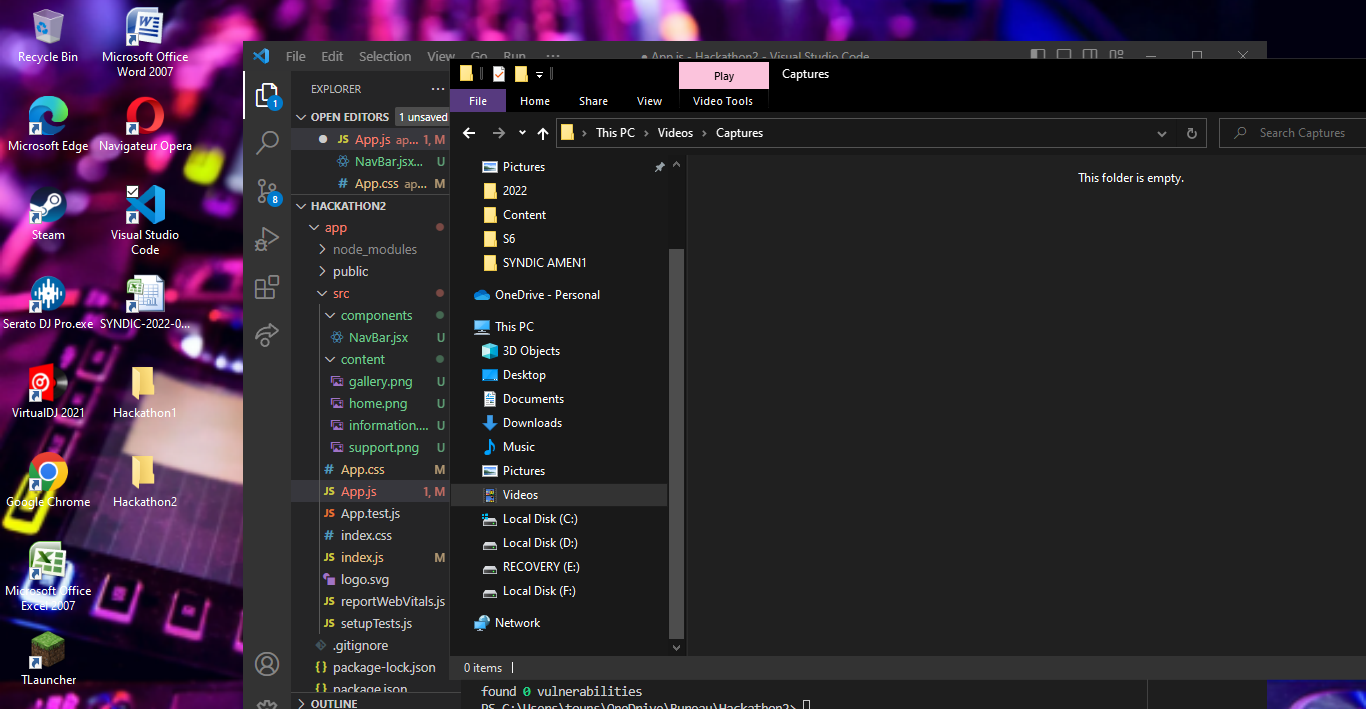 Recycle Bin
Microsoft Office
Word 2007
Microsoft Edge
Navigateur Opera
Steam
Visual Studio
Code
Serato DJ Pro.exe
SYNDIC-2022-0...
VirtualDJ 2021
Hackathon1
Google Chrome
Hackathon2
Microsoft Office
Excel 2007
TLauncher
File Edit Selection View Go Run ...
● App.js - Hackathon2 - Visual Studio Code
EXPLORER ...
OPEN EDITORS 1 unsaved
JS App.js ap... 1, M
NavBar.jsx... U
# App.css ap... M
HACKATHON2
app
node_modules
public
src
components
NavBar.jsx U
content
gallery.png U
home.png U
information.... U
support.png U
# App.css M
JS App.js 1, M
JS App.test.js
# index.css
JS index.js M
logo.svg
JS reportWebVitals.js
JS setupTests.js
.gitignore
{} package-lock.json
{} package.json
OUTLINE
1
8
Play
Captures
File Home Share View Video Tools
This PC > Videos > Captures
Search Captures
Pictures
2022
Content
S6
SYNDIC AMEN1
OneDrive - Personal
This PC
3D Objects
Desktop
Documents
Downloads
Music
Pictures
Videos
Local Disk (C:)
Local Disk (D:)
RECOVERY (E:)
Local Disk (F:)
Network
This folder is empty.
0 items
found 0 vulnerabilities
PS C:\Users\touns\OneDrive\Bureau\Hackathon2>